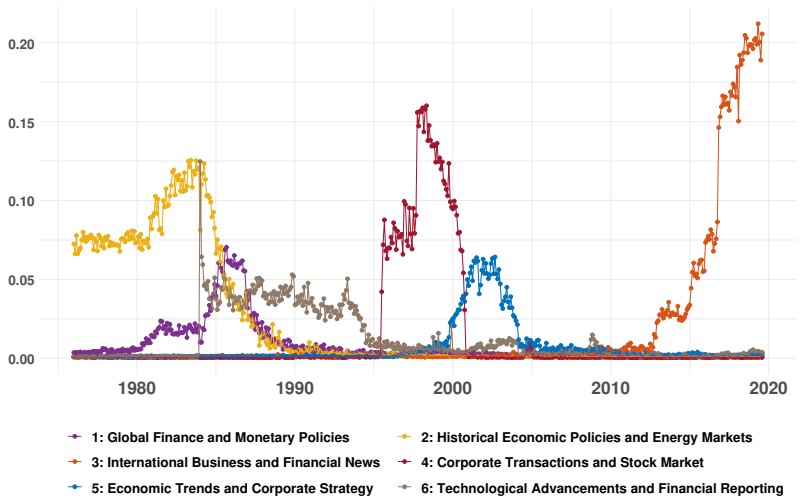 0.20
0.15
0.10
0.05
0.00
1980 1990 2000 2010 2020
1: Global Finance and Monetary Policies 2: Historical Economic Policies and Energy Markets
3: International Business and Financial News 4: Corporate Transactions and Stock Market
5: Economic Trends and Corporate Strategy 6: Technological Advancements and Financial Reporting